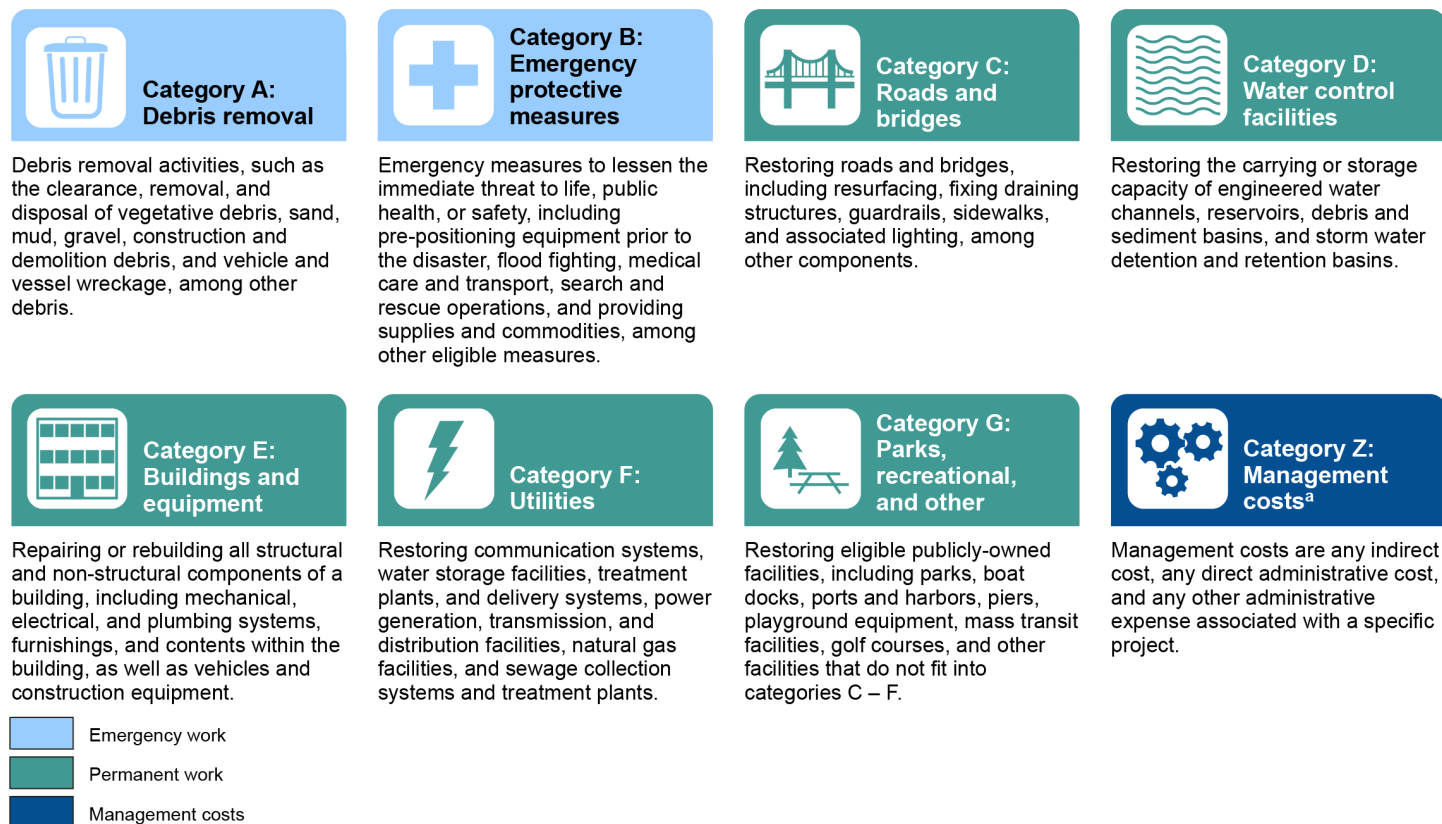 Category A:
Debris removal
Debris removal activities, such as
the clearance, removal, and
disposal of vegetative debris, sand,
mud, gravel, construction and
demolition debris, and vehicle and
vessel wreckage, among other
debris.
Category B:
Emergency
protective
measures
Emergency measures to lessen the
immediate threat to life, public
health, or safety, including
pre-positioning equipment prior to
the disaster, flood fighting, medical
care and transport, search and
rescue operations, and providing
supplies and commodities, among
other eligible measures.
Category C:
Roads and
bridges
Restoring roads and bridges,
including resurfacing, fixing draining
structures, guardrails, sidewalks,
and associated lighting, among
other components.
Category D:
Water control
facilities
Restoring the carrying or storage
capacity of engineered water
channels, reservoirs, debris and
sediment basins, and storm water
detention and retention basins.
Category E:
Buildings and
equipment
Repairing or rebuilding all structural
and non-structural components of a
building, including mechanical,
electrical, and plumbing systems,
furnishings, and contents within the
building, as well as vehicles and
construction equipment.
Category F:
Utilities
Restoring communication systems,
water storage facilities, treatment
plants, and delivery systems, power
generation, transmission, and
distribution facilities, natural gas
facilities, and sewage collection
systems and treatment plants.
Category G:
Parks,
recreational,
and other
Restoring eligible publicly-owned
facilities, including parks, boat
docks, ports and harbors, piers,
playground equipment, mass transit
facilities, golf courses, and other
facilities that do not fit into
categories C – F.
Category Z:
Management
costsᵃ
Management costs are any indirect
cost, any direct administrative cost,
and any other administrative
expense associated with a specific
project.
Emergency work
Permanent work
Management costs